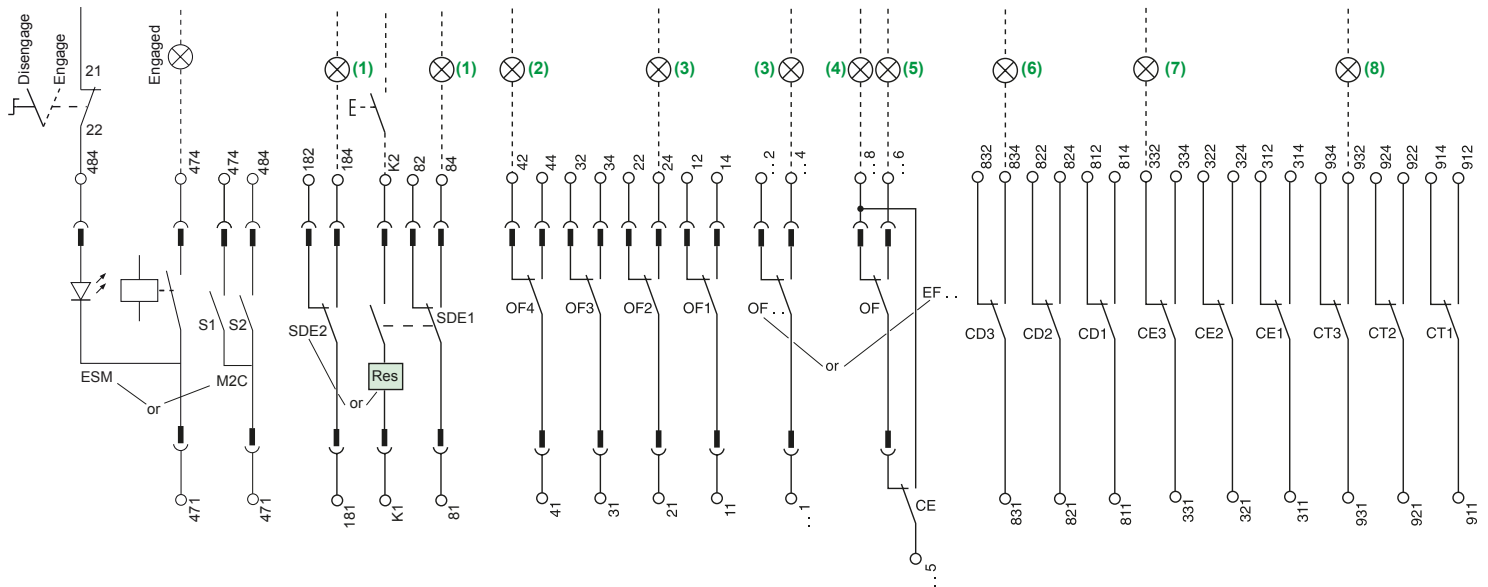 Disengage
Engage
Engaged
21
22
(1)
(1)
(2)
(3)
(3)
(4)
(5)
(6)
(7)
(8)
484
474
474
484
182
184
K2
82
84
42
44
32
34
22
24
12
14
..2
..4
..8
..6
832
834
822
824
812
814
332
334
322
324
312
314
934
932
924
922
914
912
S1
S2
SDE2
SDE1
OF4
OF3
OF2
OF1
OF..
OF
EF..
CD3
CD2
CD1
CE3
CE2
CE1
CT3
CT2
CT1
ESM
or
M2C
Res
or
or
CE
471
471
181
K1
81
41
31
21
11
..1
..5
831
821
811
331
321
311
931
921
911